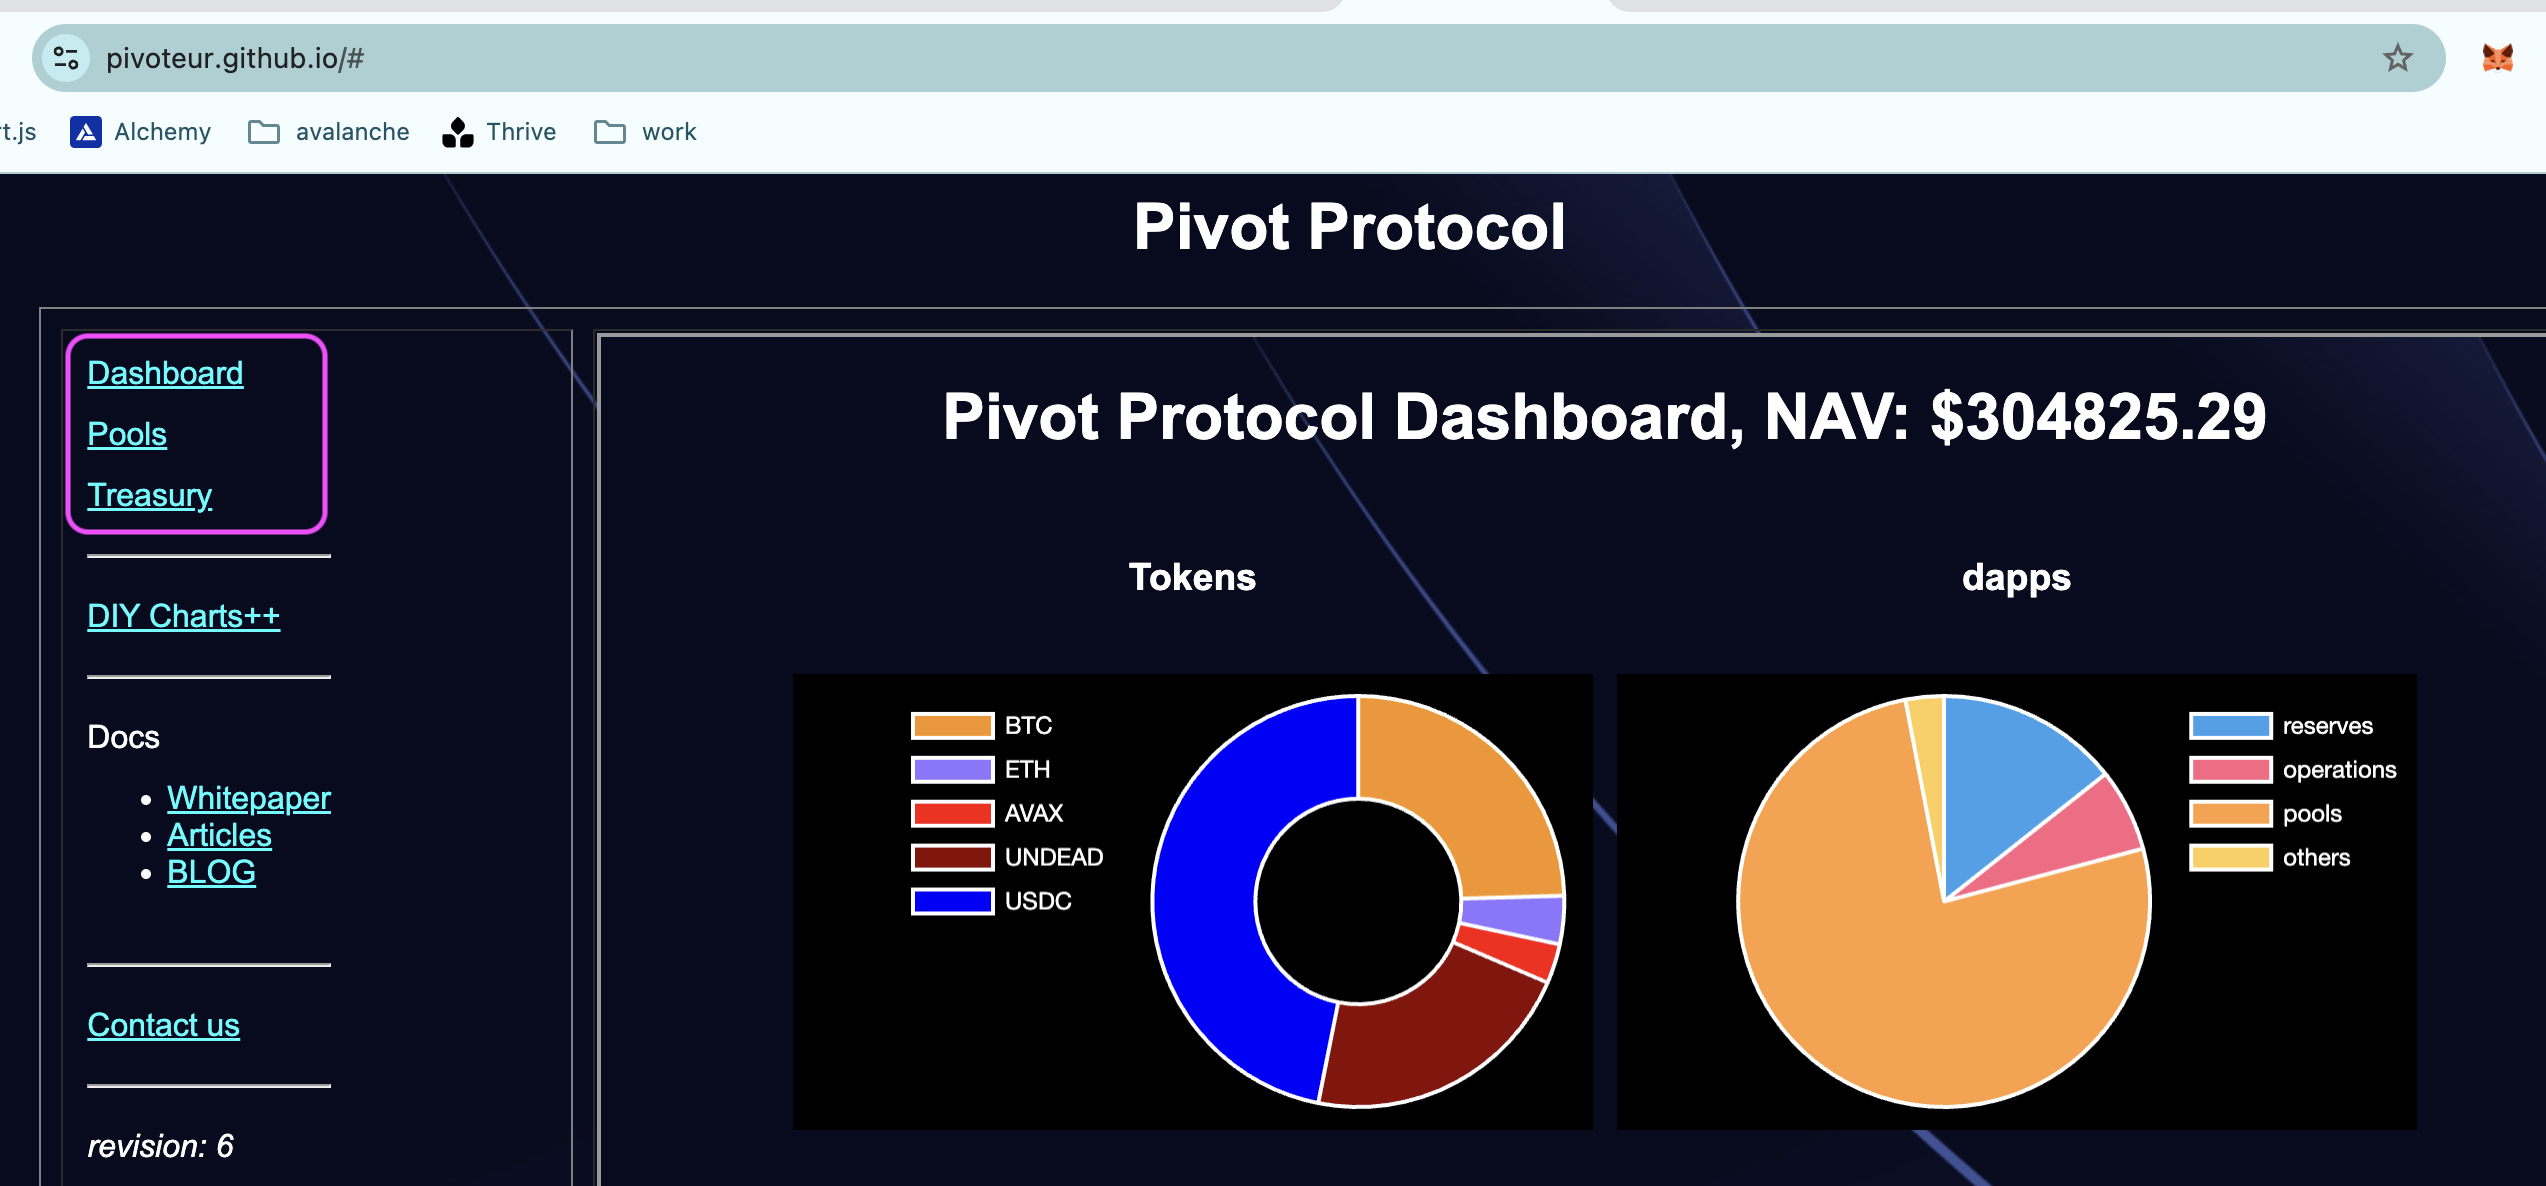 pivoteur.github.io/#
t.js Alchemy avalanche Thrive work
Pivot Protocol
Dashboard
Pools
Treasury
DIY Charts++
Docs
Whitepaper
Articles
BLOG
Contact us
revision: 6
Pivot Protocol Dashboard, NAV: $304825.29
Tokens
BTC
ETH
AVAX
UNDEAD
USDC
dapps
reserves
operations
pools
others